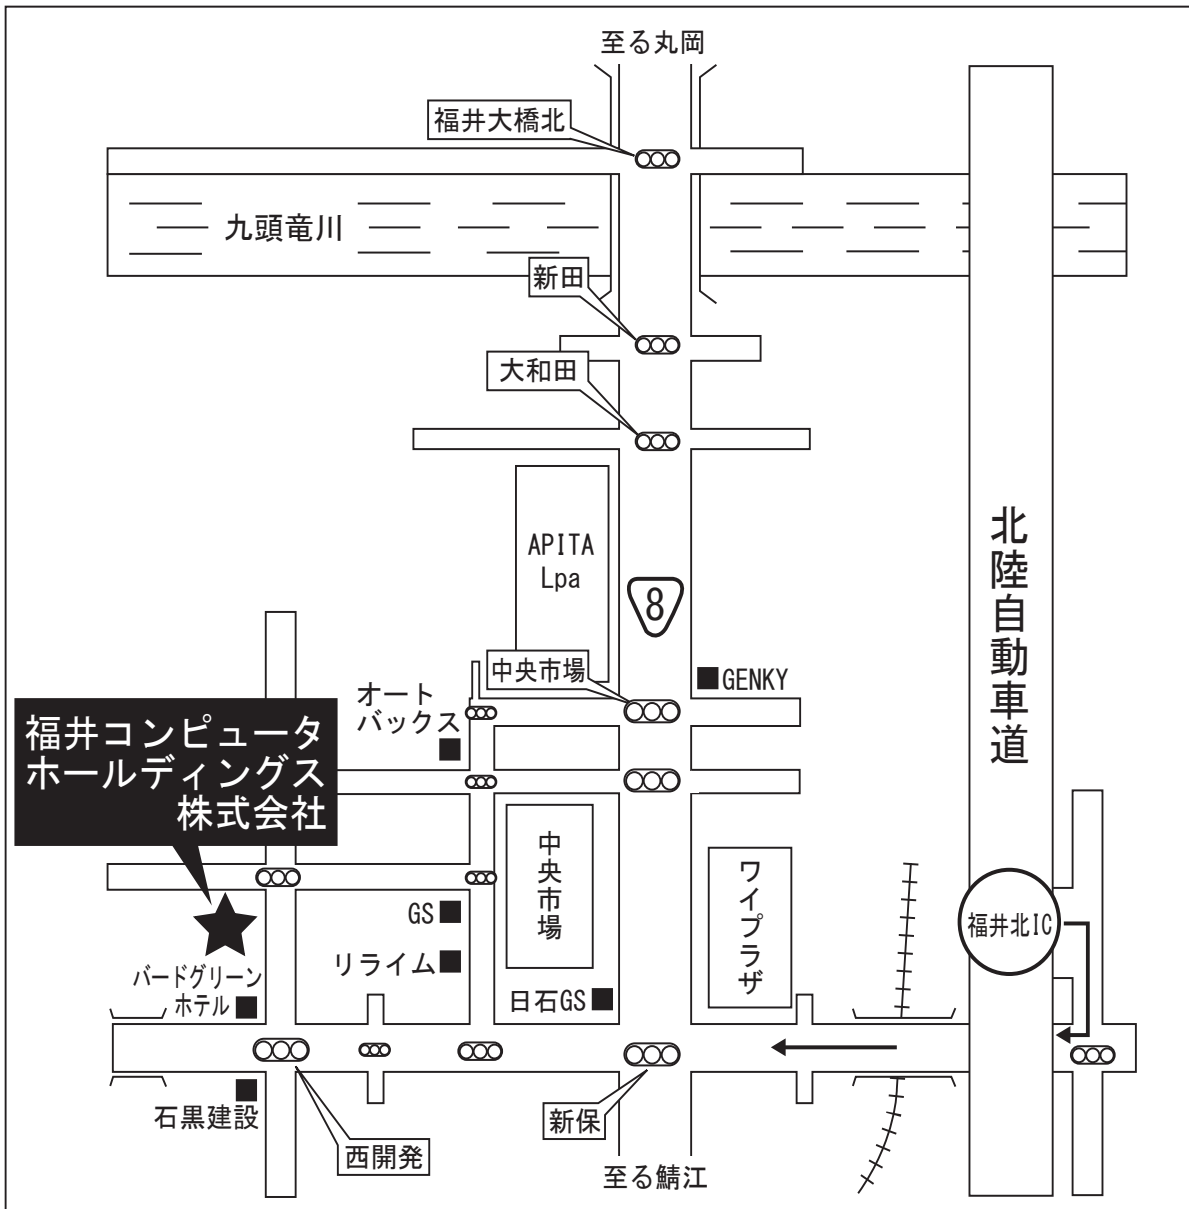 至る丸岡
福井大橋北
九頭竜川
新田
大和田
APITA
Lpa
8
北陸自動車道
中央市場
GENKY
オート
バックス
福井コンピュータ
ホールディングス
株式会社
中央市場
ワイプラザ
GS
福井北IC
リライム
バードグリーン
ホテル
日石GS
石黒建設
新保
西開発
至る鯖江